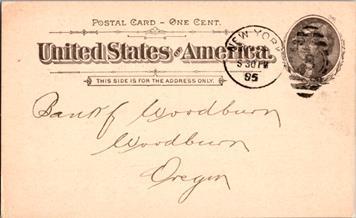 POSTAL CARD - ONE CENT.
United States of America.
THIS SIDE IS FOR THE ADDRESS ONLY.
NEW YORK
5 30 PM
95
Bank of Woodburn
Woodburn
Oregon